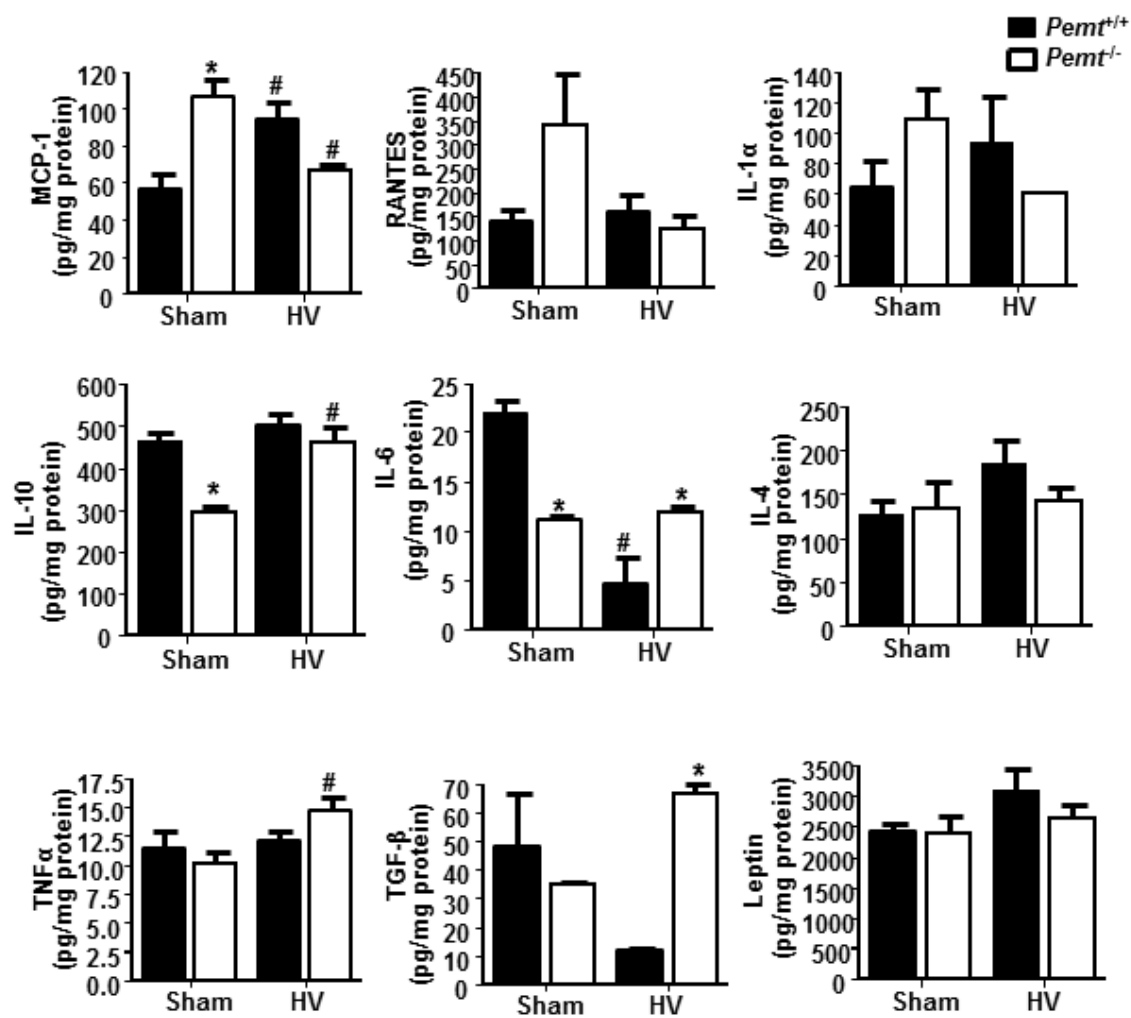 Pemt+/+
Pemt-/-
MCP-1
(pg/mg protein)
120
100
80
60
40
20
0
*
#
#
Sham HV
RANTES
(pg/mg protein)
450
400
350
300
250
200
150
100
50
0
Sham HV
IL-1α
(pg/mg protein)
140
120
100
80
60
40
20
0
Sham HV
IL-10
(pg/mg protein)
600
500
400
300
200
100
0
*
#
Sham HV
IL-6
(pg/mg protein)
25
20
15
10
5
0
*
#
*
Sham HV
IL-4
(pg/mg protein)
250
200
150
100
50
0
Sham HV
TNFα
(pg/mg protein)
17.5
15.0
12.5
10.0
7.5
5.0
2.5
0.0
#
Sham HV
TGF-β
(pg/mg protein)
70
60
50
40
30
20
10
0
*
Sham HV
Leptin
(pg/mg protein)
3500
3000
2500
2000
1500
1000
500
0
Sham HV